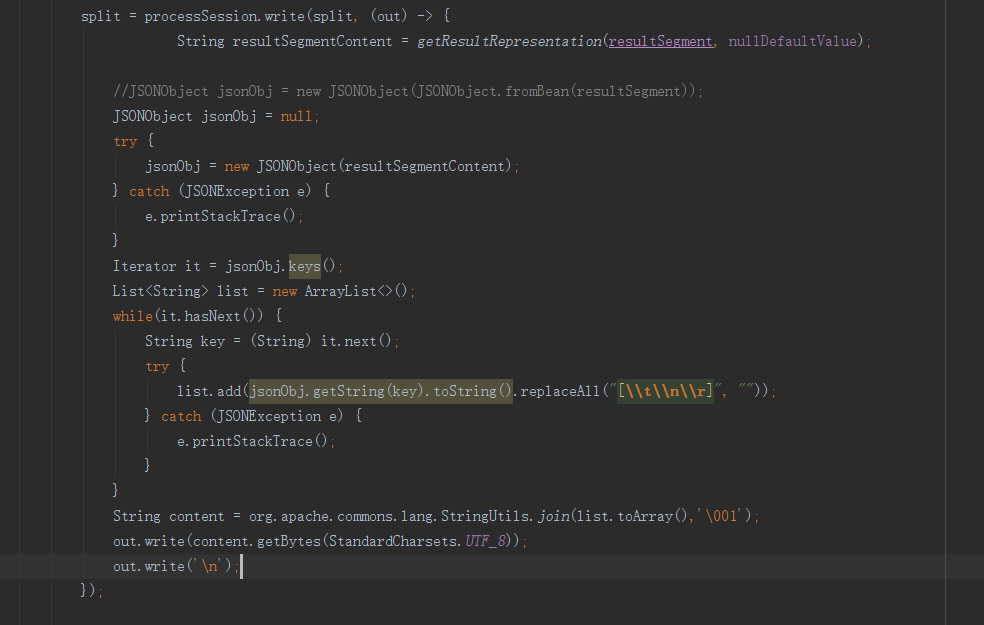 split = processSession.write(split, (out) -> {
String resultSegmentContent = getResultRepresentation(resultSegment, nullDefaultValue);
//JSONObject jsonObj = new JSONObject(JSONObject.fromBean(resultSegment));
JSONObject jsonObj = null;
try {
jsonObj = new JSONObject(resultSegmentContent);
} catch (JSONException e) {
e.printStackTrace();
}
Iterator it = jsonObj.keys();
List<String> list = new ArrayList<>();
while(it.hasNext()) {
String key = (String) it.next();
try {
list.add(jsonObj.getString(key).toString().replaceAll("[\\t\\n\\r]", ""));
} catch (JSONException e) {
e.printStackTrace();
}
}
String content = org.apache.commons.lang.StringUtils.join(list.toArray(),'\001');
out.write(content.getBytes(StandardCharsets.UTF_8));
out.write('\n');
});